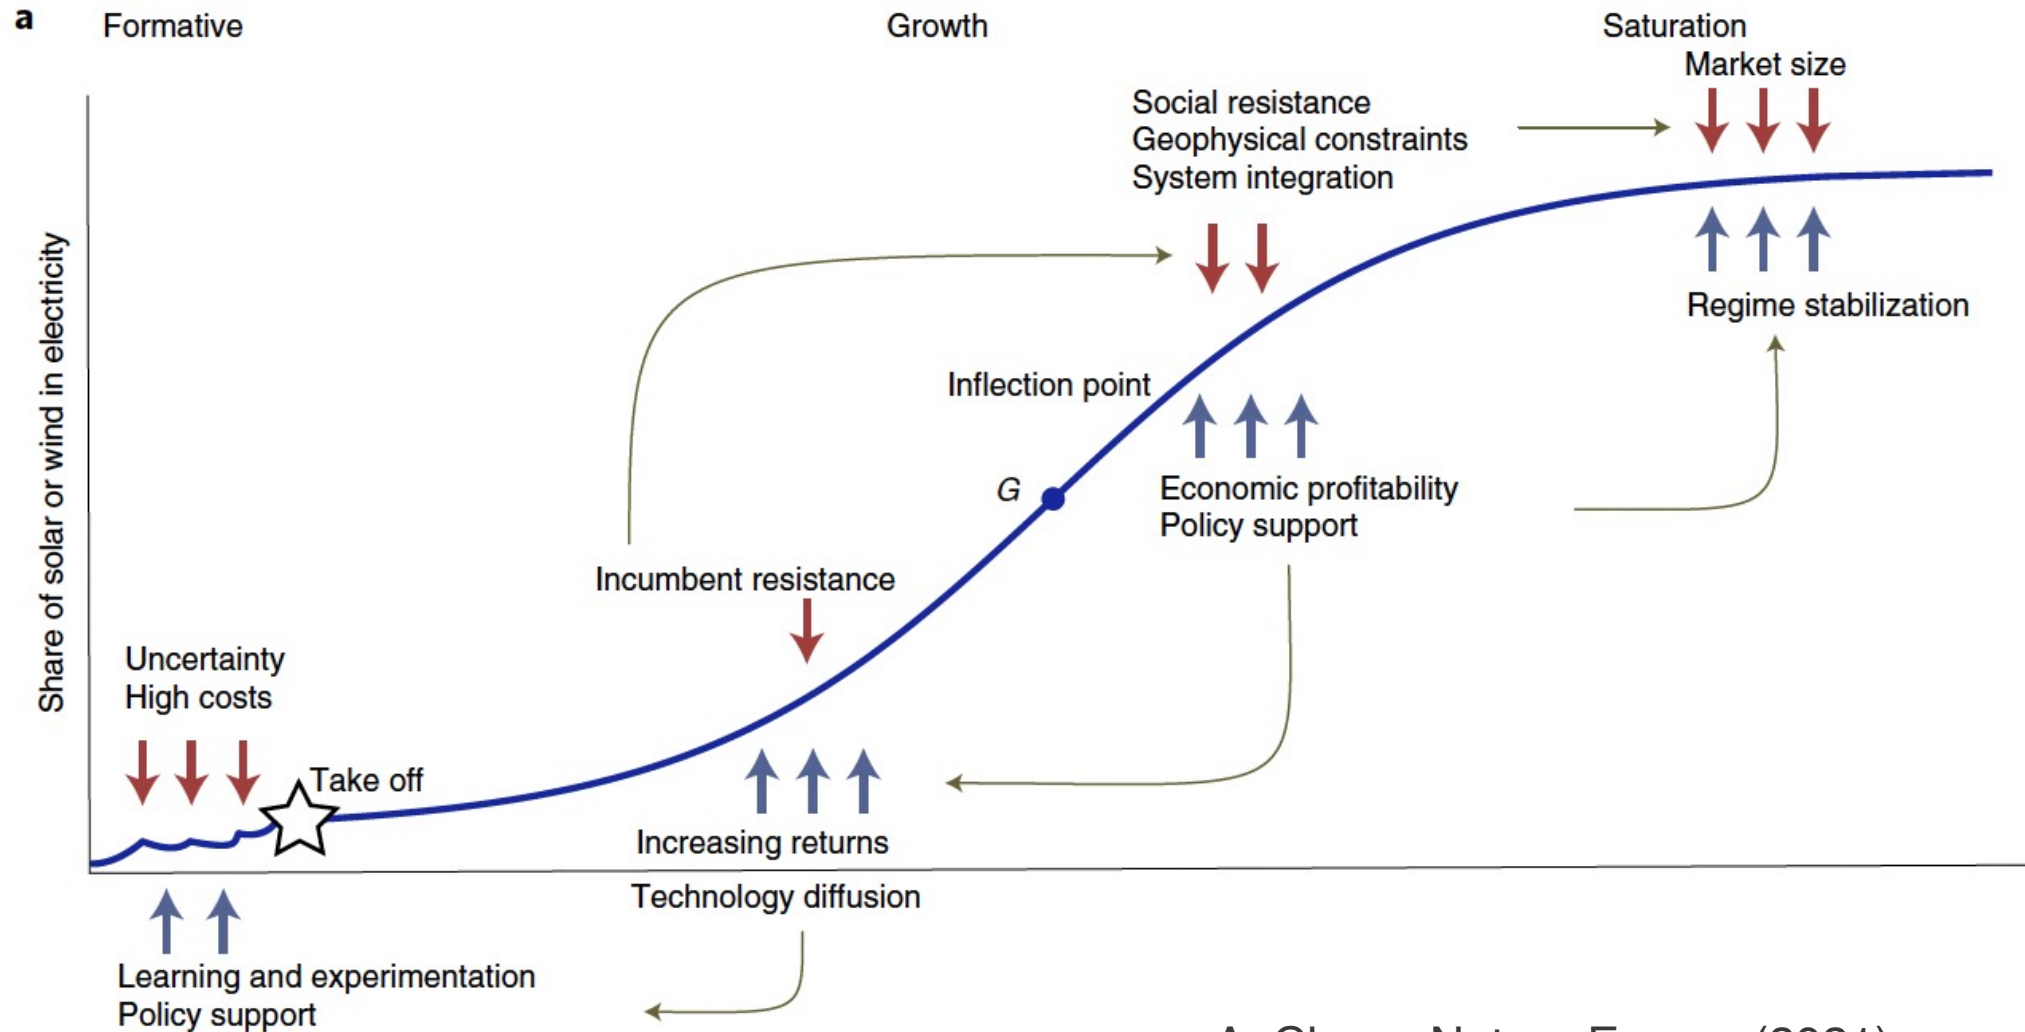 a
Formative
Growth
Saturation
Market size
Social resistance
Geophysical constraints
System integration
Regime stabilization
Inflection point
G
Economic profitability
Policy support
Incumbent resistance
Uncertainty
High costs
Take off
Increasing returns
Technology diffusion
Learning and experimentation
Policy support
Share of solar or wind in electricity